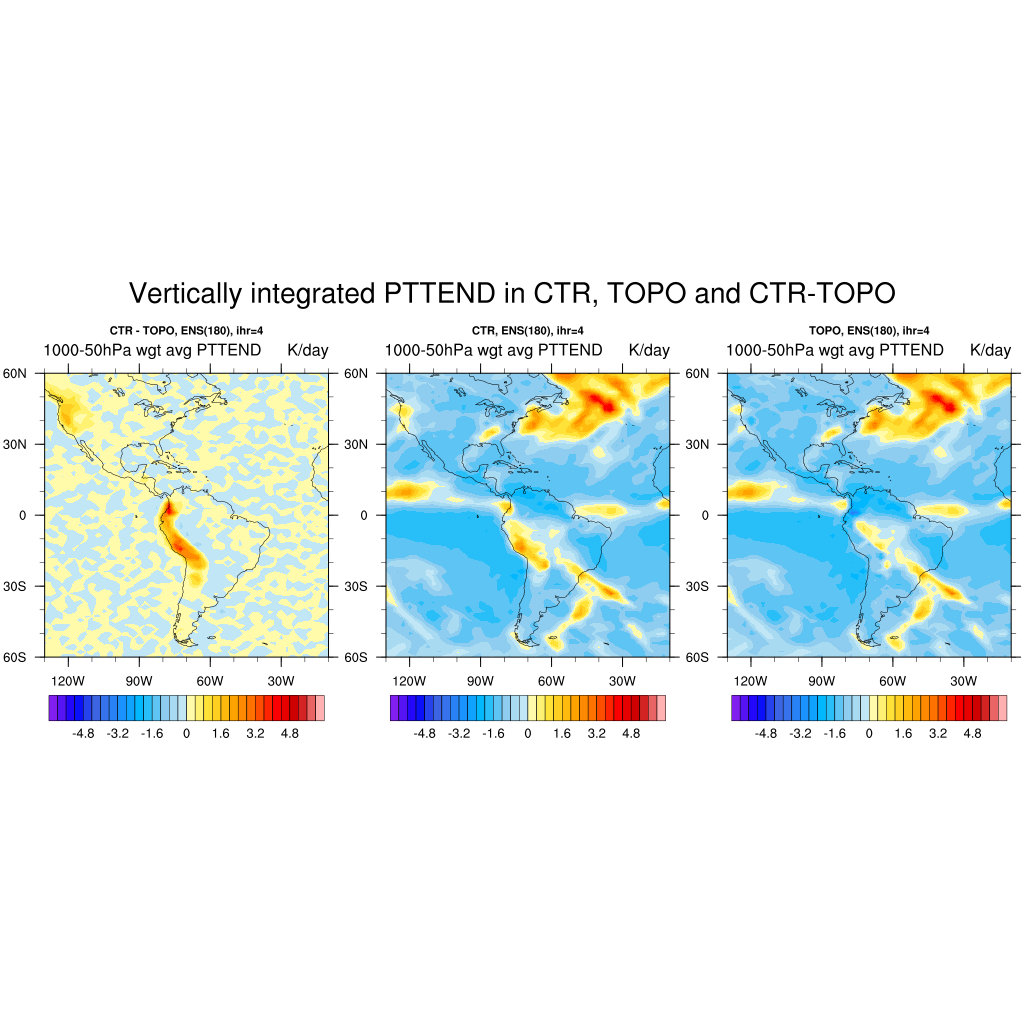 Vertically integrated PTTEND in CTR, TOPO and CTR-TOPO
CTR - TOPO, ENS(180), ihr=4
1000-50hPa wgt avg PTTEND K/day
60N
30N
0
30S
60S
120W 90W 60W 30W
-4.8 -3.2 -1.6 0 1.6 3.2 4.8
CTR, ENS(180), ihr=4
1000-50hPa wgt avg PTTEND K/day
60N
30N
0
30S
60S
120W 90W 60W 30W
-4.8 -3.2 -1.6 0 1.6 3.2 4.8
TOPO, ENS(180), ihr=4
1000-50hPa wgt avg PTTEND K/day
60N
30N
0
30S
60S
120W 90W 60W 30W
-4.8 -3.2 -1.6 0 1.6 3.2 4.8